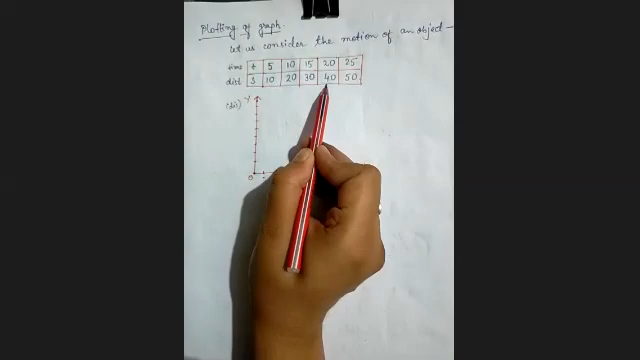 Plotting of graph.
Let us consider the motion of an object -
time t 5 10 15 20 25
dist S 10 20 30 40 50
(dis) Y
O